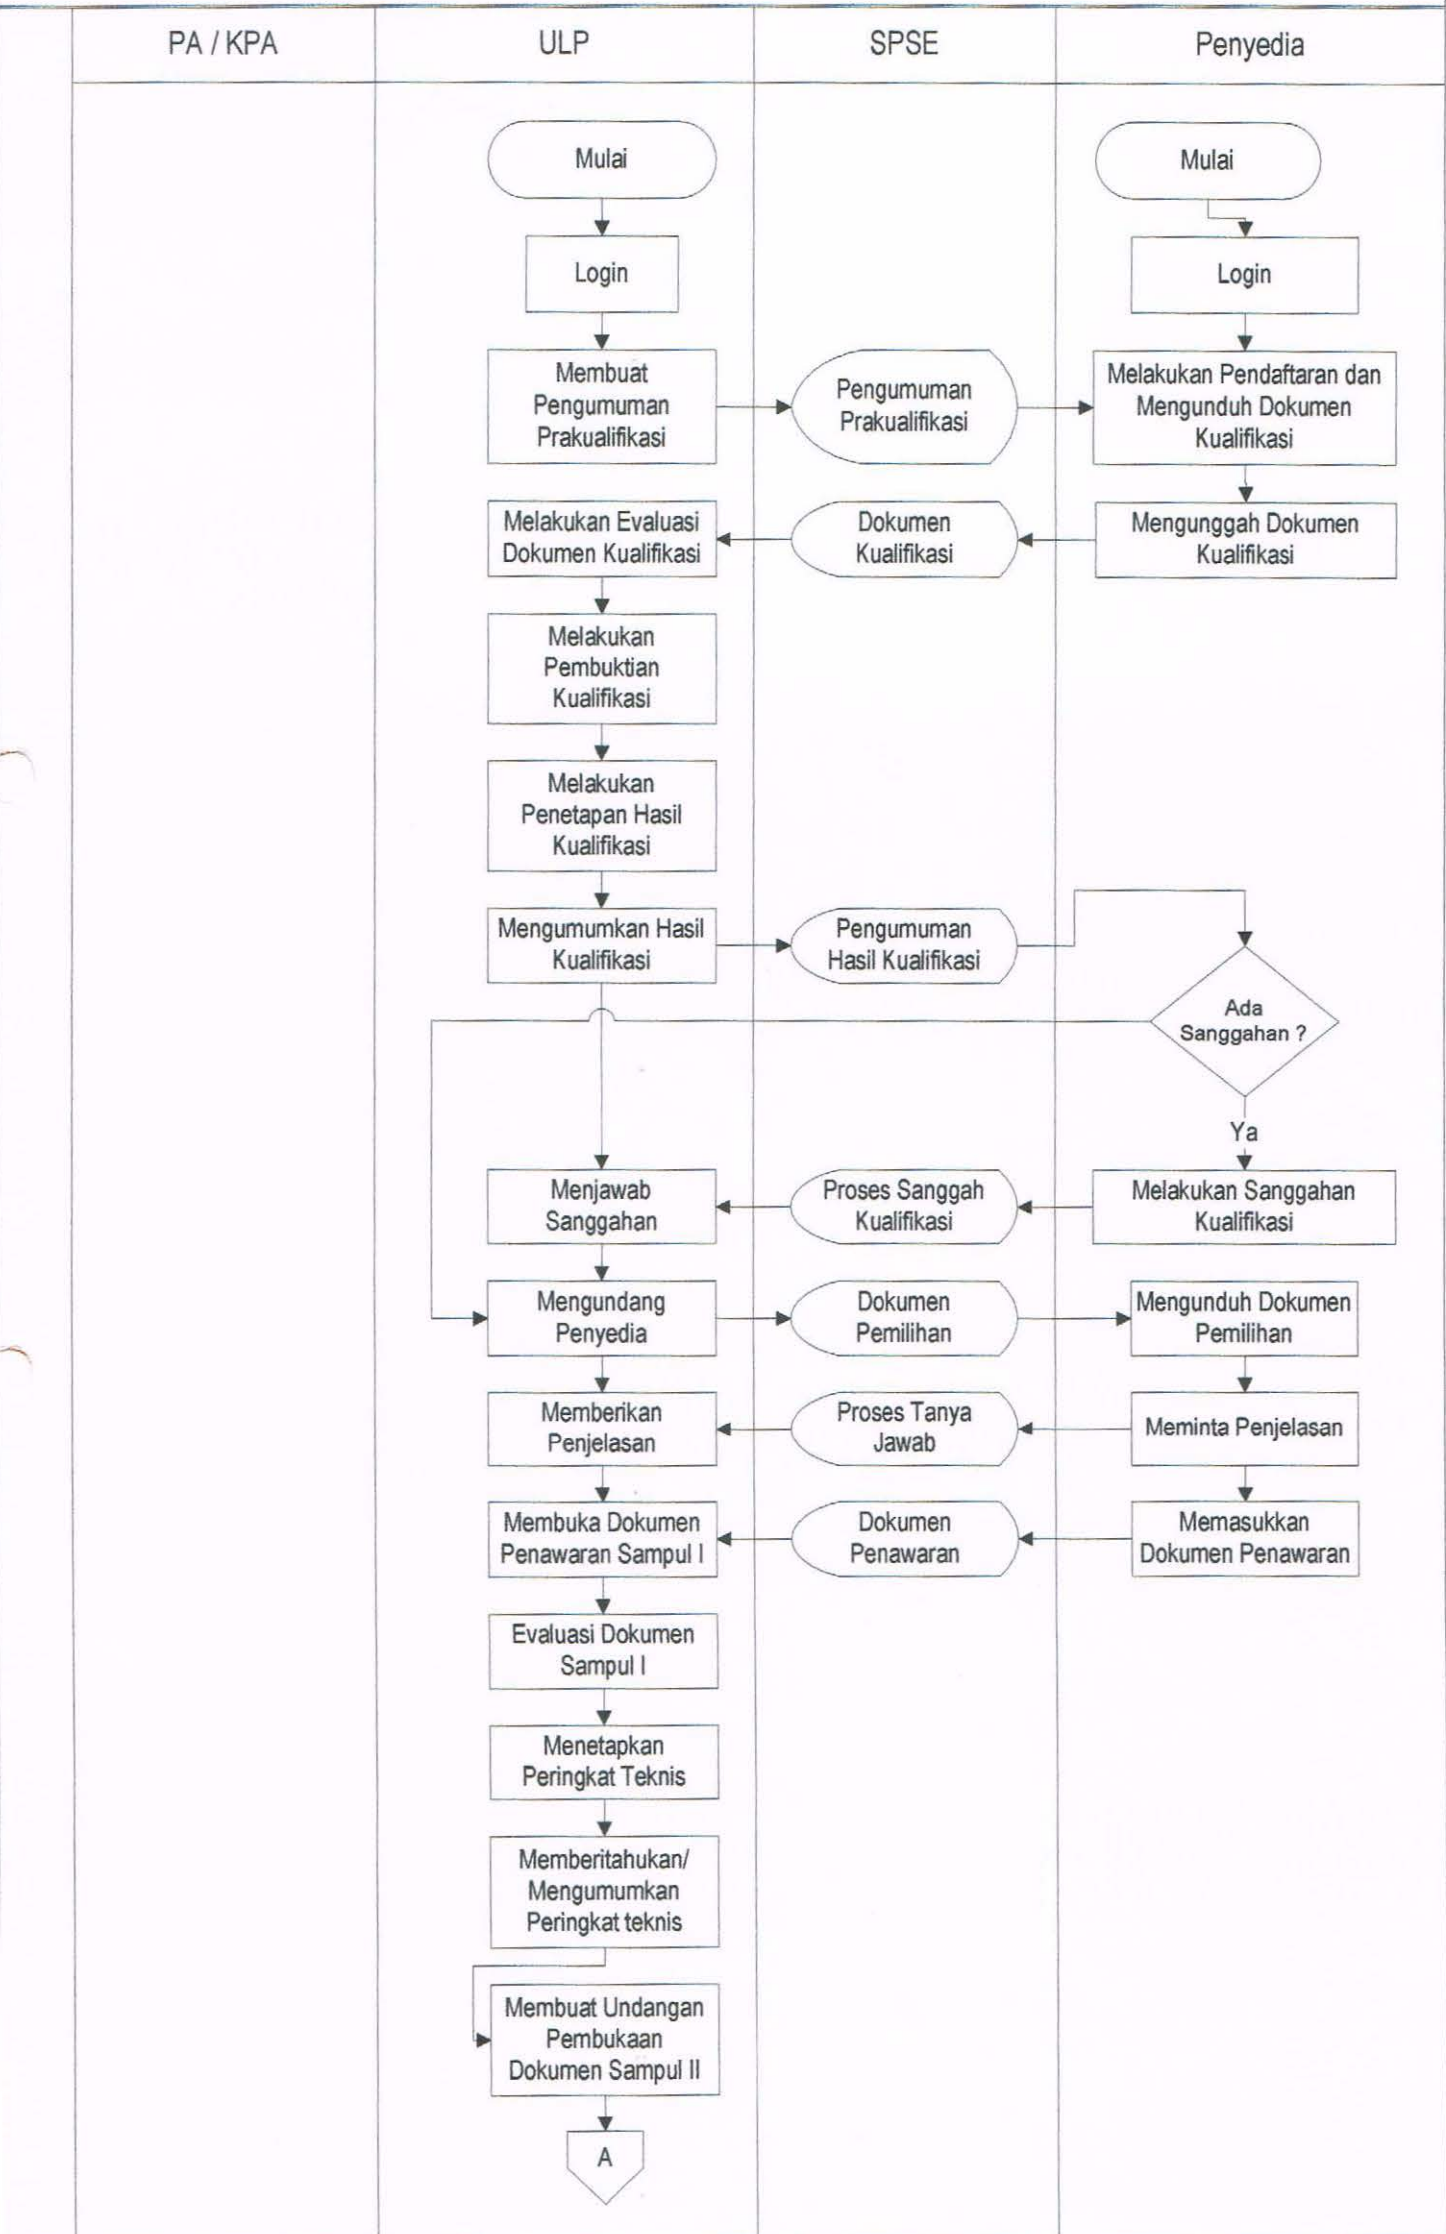 PA / KPA
ULP
SPSE
Penyedia
Mulai
Mulai
Login
Login
Membuat
Pengumuman
Prakualifikasi
Pengumuman
Prakualifikasi
Melakukan Pendaftaran dan
Mengunduh Dokumen
Kualifikasi
Melakukan Evaluasi
Dokumen Kualifikasi
Dokumen
Kualifikasi
Mengunggah Dokumen
Kualifikasi
Melakukan
Pembuktian
Kualifikasi
Melakukan
Penetapan Hasil
Kualifikasi
Mengumumkan Hasil
Kualifikasi
Pengumuman
Hasil Kualifikasi
Ada
Sanggahan ?
Ya
Menjawab
Sanggahan
Proses Sanggah
Kualifikasi
Melakukan Sanggahan
Kualifikasi
Mengundang
Penyedia
Dokumen
Pemilihan
Mengunduh Dokumen
Pemilihan
Memberikan
Penjelasan
Proses Tanya
Jawab
Meminta Penjelasan
Membuka Dokumen
Penawaran Sampul I
Dokumen
Penawaran
Memasukkan
Dokumen Penawaran
Evaluasi Dokumen
Sampul I
Menetapkan
Peringkat Teknis
Memberitahukan/
Mengumumkan
Peringkat teknis
Membuat Undangan
Pembukaan
Dokumen Sampul II
A